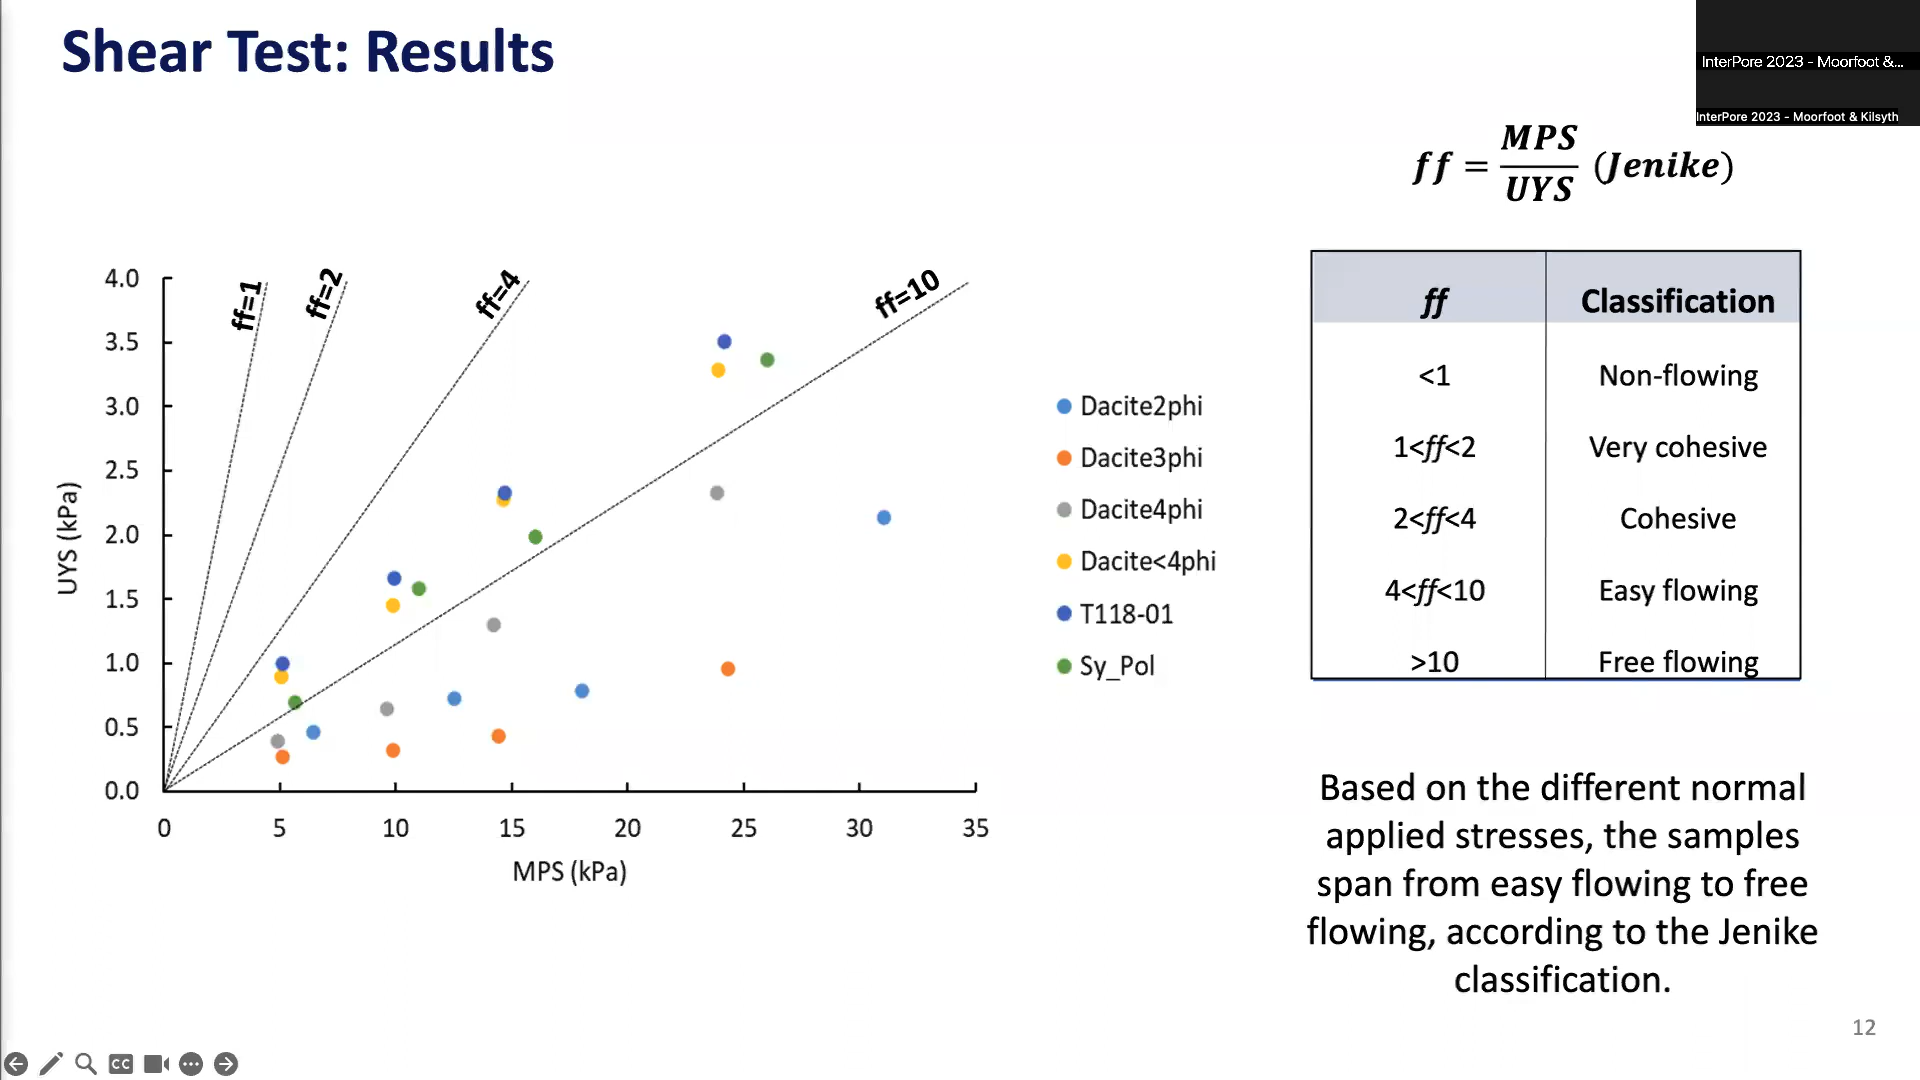 Shear Test: Results
InterPore 2023 - Moorfoot &...
InterPore 2023 - Moorfoot & Kilsyth
ff = MPS/UYS (Jenike)
ff=1
ff=2
ff=4
ff=10
UYS (kPa)
4.0
3.5
3.0
2.5
2.0
1.5
1.0
0.5
0.0
0 5 10 15 20 25 30 35
MPS (kPa)
Dacite2phi
Dacite3phi
Dacite4phi
Dacite<4phi
T118-01
Sy_Pol
ff Classification
<1 Non-flowing
1<ff<2 Very cohesive
2<ff<4 Cohesive
4<ff<10 Easy flowing
>10 Free flowing
Based on the different normal
applied stresses, the samples
span from easy flowing to free
flowing, according to the Jenike
classification.
12
CC